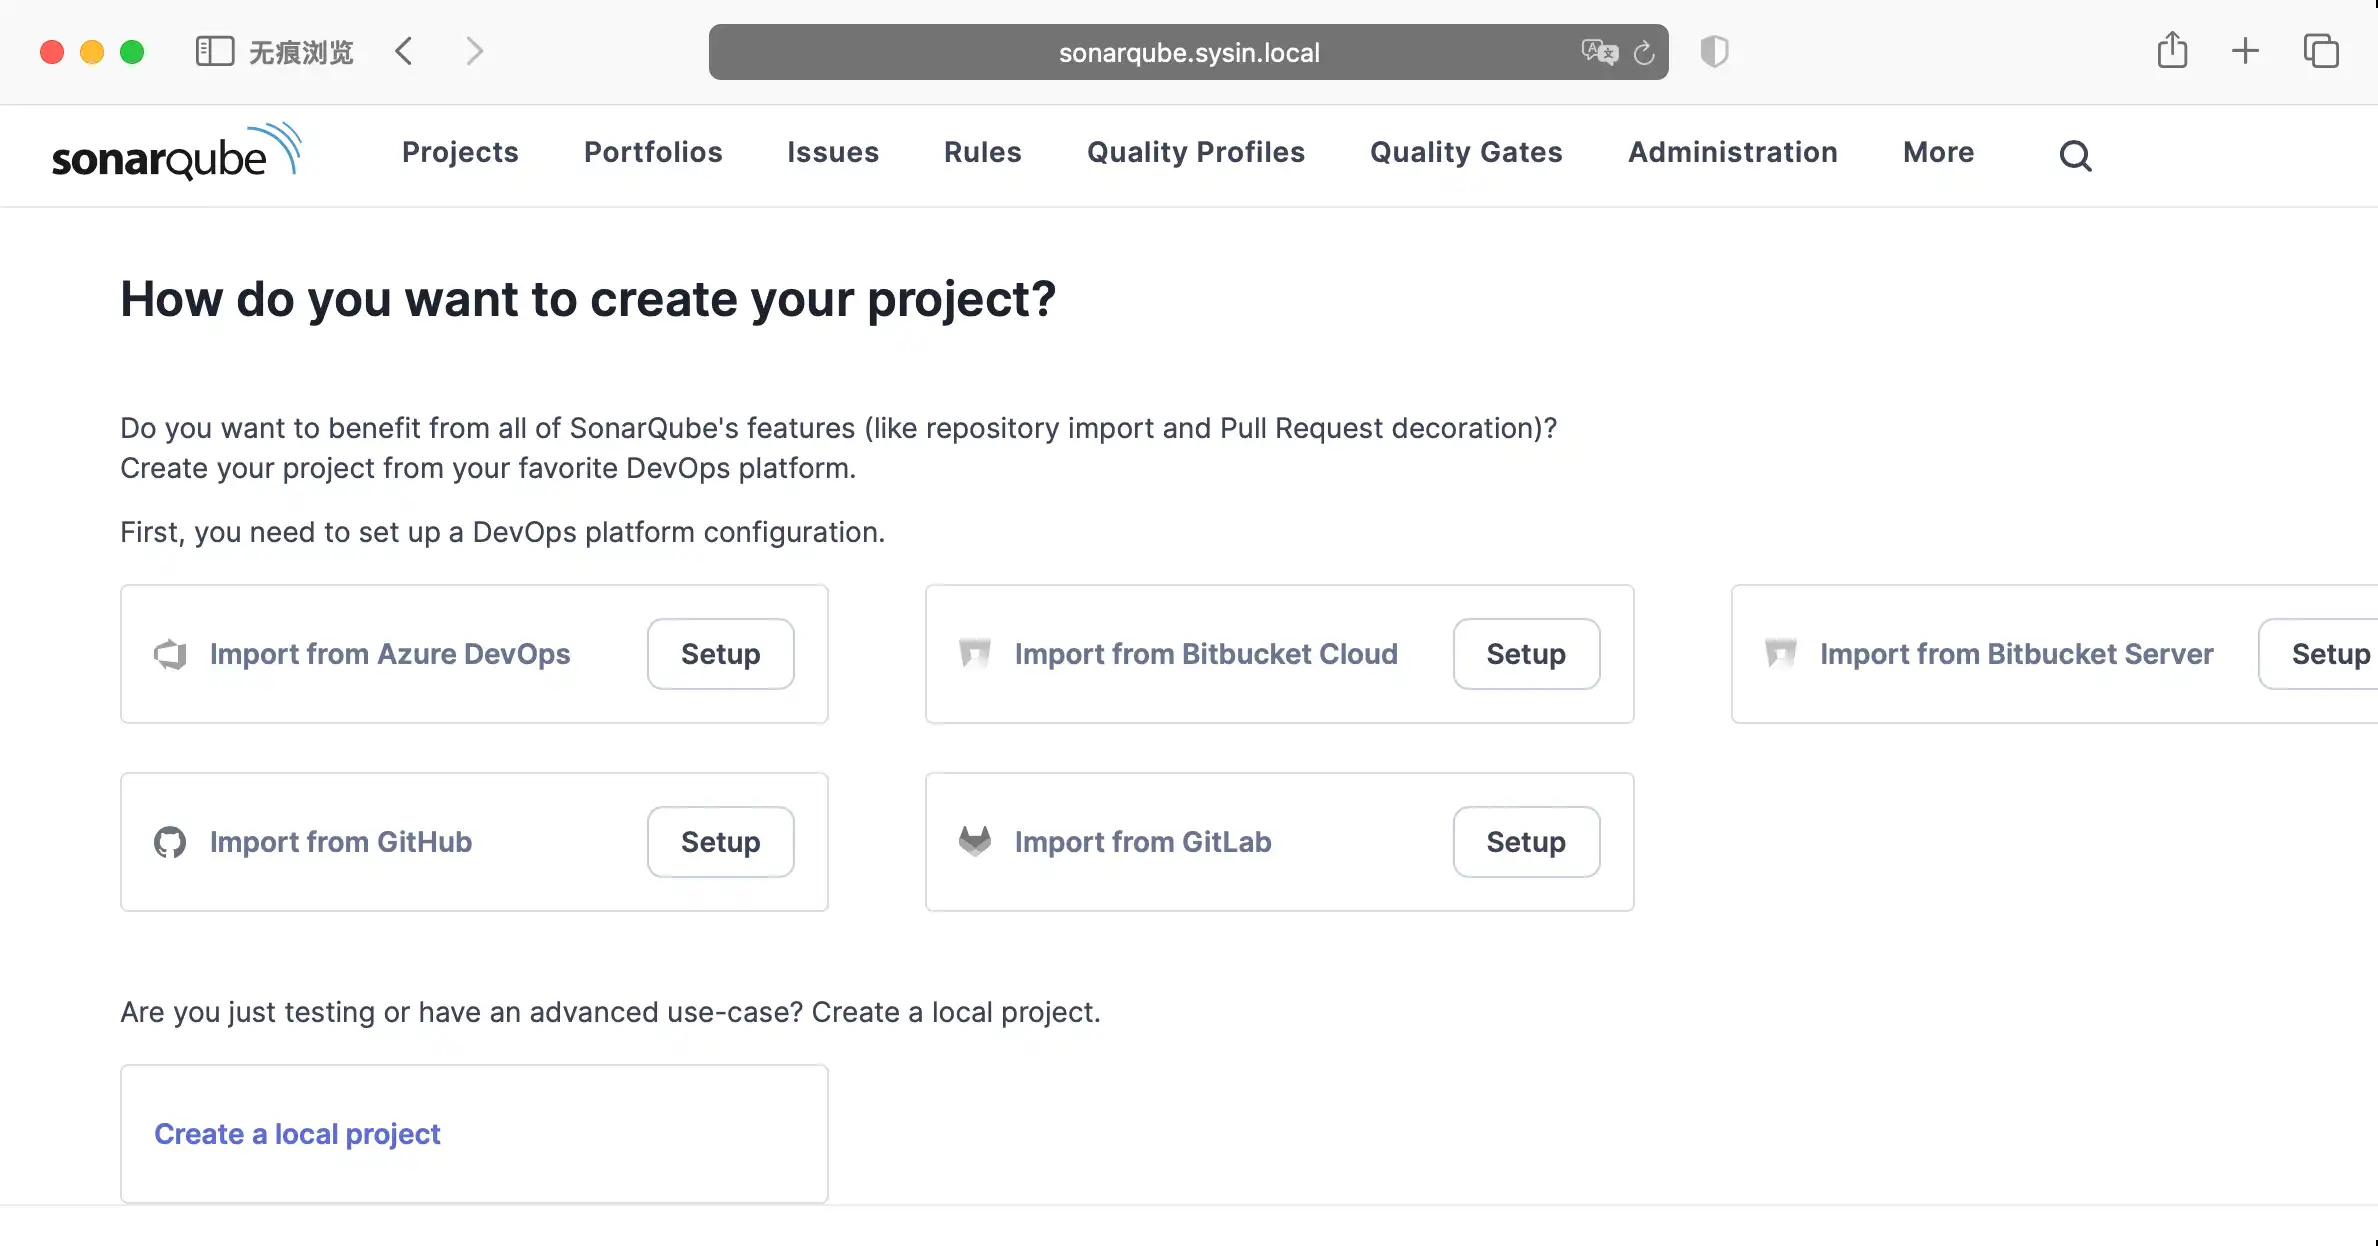 无痕浏览
sonarqube.sysin.local
sonarqube Projects Portfolios Issues Rules Quality Profiles Quality Gates Administration More
How do you want to create your project?
Do you want to benefit from all of SonarQube's features (like repository import and Pull Request decoration)?
Create your project from your favorite DevOps platform.
First, you need to set up a DevOps platform configuration.
Import from Azure DevOps Setup Import from Bitbucket Cloud Setup Import from Bitbucket Server Setup
Import from GitHub Setup Import from GitLab Setup
Are you just testing or have an advanced use-case? Create a local project.
Create a local project